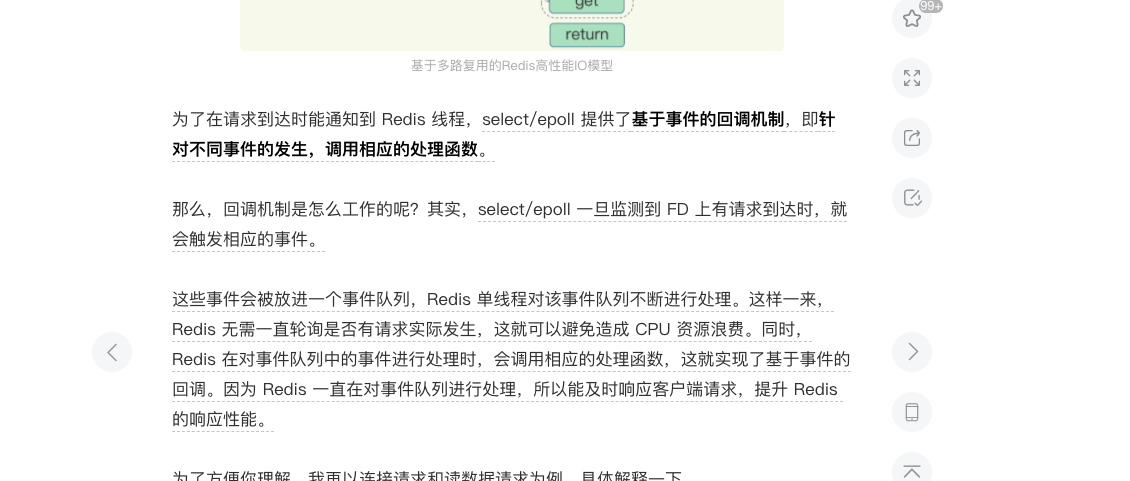 get
99+
return
基于多路复用的Redis高性能IO模型
为了在请求到达时能通知到 Redis 线程，select/epoll 提供了基于事件的回调机制，即针
对不同事件的发生，调用相应的处理函数。
那么，回调机制是怎么工作的呢？其实，select/epoll 一旦监测到 FD 上有请求到达时，就
会触发相应的事件。
这些事件会被放进一个事件队列，Redis 单线程对该事件队列不断进行处理。这样一来，
Redis 无需一直轮询是否有请求实际发生，这就可以避免造成 CPU 资源浪费。同时，
Redis 在对事件队列中的事件进行处理时，会调用相应的处理函数，这就实现了基于事件的
回调。因为 Redis 一直在对事件队列进行处理，所以能及时响应客户端请求，提升 Redis
的响应性能。
为了方便你理解，我再以连接请求和读数据请求为例，具体解释一下。